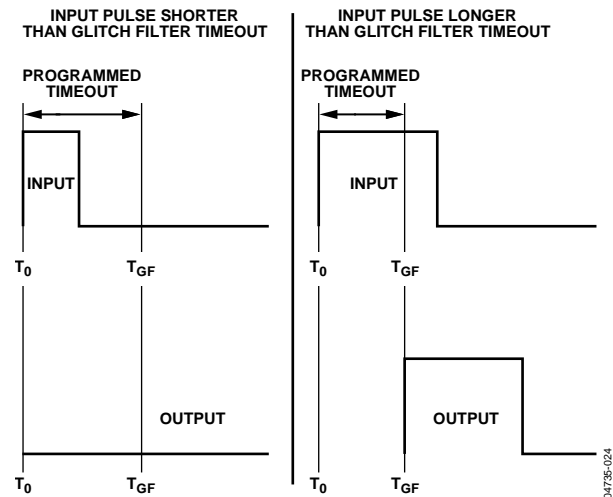 INPUT PULSE SHORTER
THAN GLITCH FILTER TIMEOUT
PROGRAMMED
TIMEOUT
INPUT
T0 TGF
OUTPUT
T0 TGF
INPUT PULSE LONGER
THAN GLITCH FILTER TIMEOUT
PROGRAMMED
TIMEOUT
INPUT
T0 TGF
OUTPUT
T0 TGF
04735-024